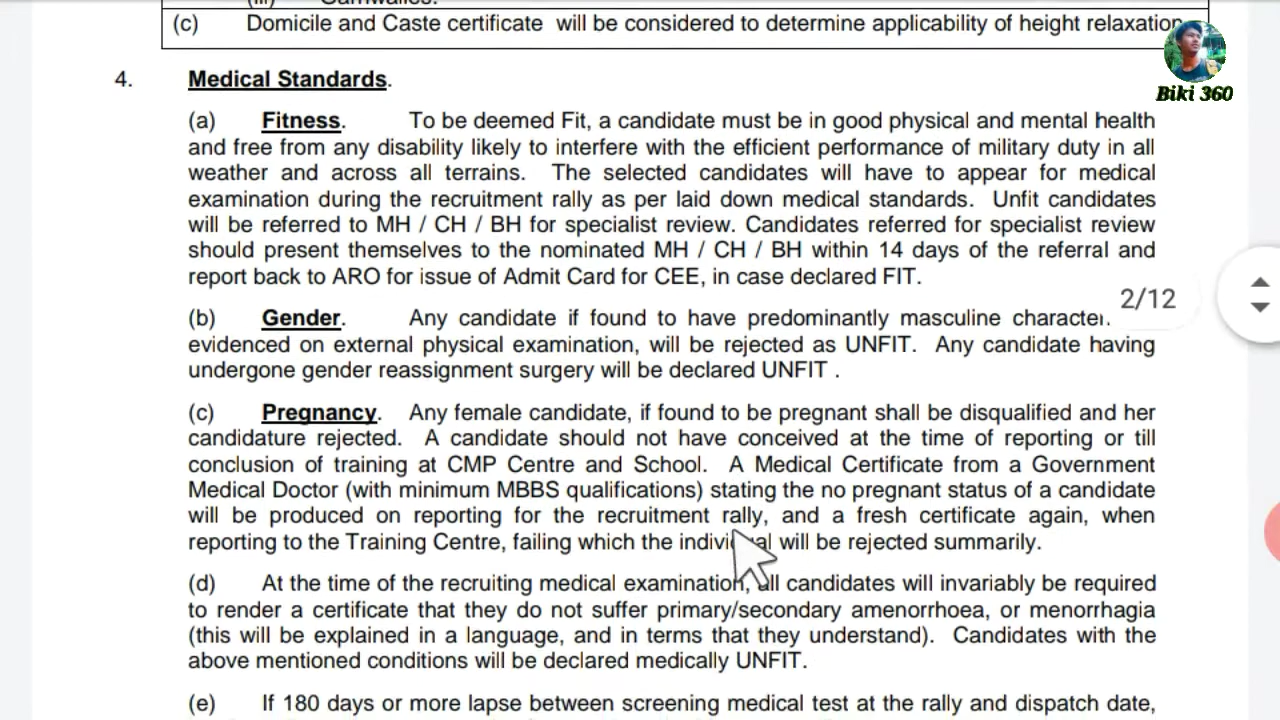 (iii) Garhwalies.
(c) Domicile and Caste certificate will be considered to determine applicability of height relaxation
Biki 360
4. Medical Standards.
(a) Fitness. To be deemed Fit, a candidate must be in good physical and mental health
and free from any disability likely to interfere with the efficient performance of military duty in all
weather and across all terrains. The selected candidates will have to appear for medical
examination during the recruitment rally as per laid down medical standards. Unfit candidates
will be referred to MH / CH / BH for specialist review. Candidates referred for specialist review
should present themselves to the nominated MH / CH / BH within 14 days of the referral and
report back to ARO for issue of Admit Card for CEE, in case declared FIT.
2/12
(b) Gender. Any candidate if found to have predominantly masculine character.
evidenced on external physical examination, will be rejected as UNFIT. Any candidate having
undergone gender reassignment surgery will be declared UNFIT .
(c) Pregnancy. Any female candidate, if found to be pregnant shall be disqualified and her
candidature rejected. A candidate should not have conceived at the time of reporting or till
conclusion of training at CMP Centre and School. A Medical Certificate from a Government
Medical Doctor (with minimum MBBS qualifications) stating the no pregnant status of a candidate
will be produced on reporting for the recruitment rally, and a fresh certificate again, when
reporting to the Training Centre, failing which the individual will be rejected summarily.
(d) At the time of the recruiting medical examination, all candidates will invariably be required
to render a certificate that they do not suffer primary/secondary amenorrhoea, or menorrhagia
(this will be explained in a language, and in terms that they understand). Candidates with the
above mentioned conditions will be declared medically UNFIT.
(e) If 180 days or more lapse between screening medical test at the rally and dispatch date,